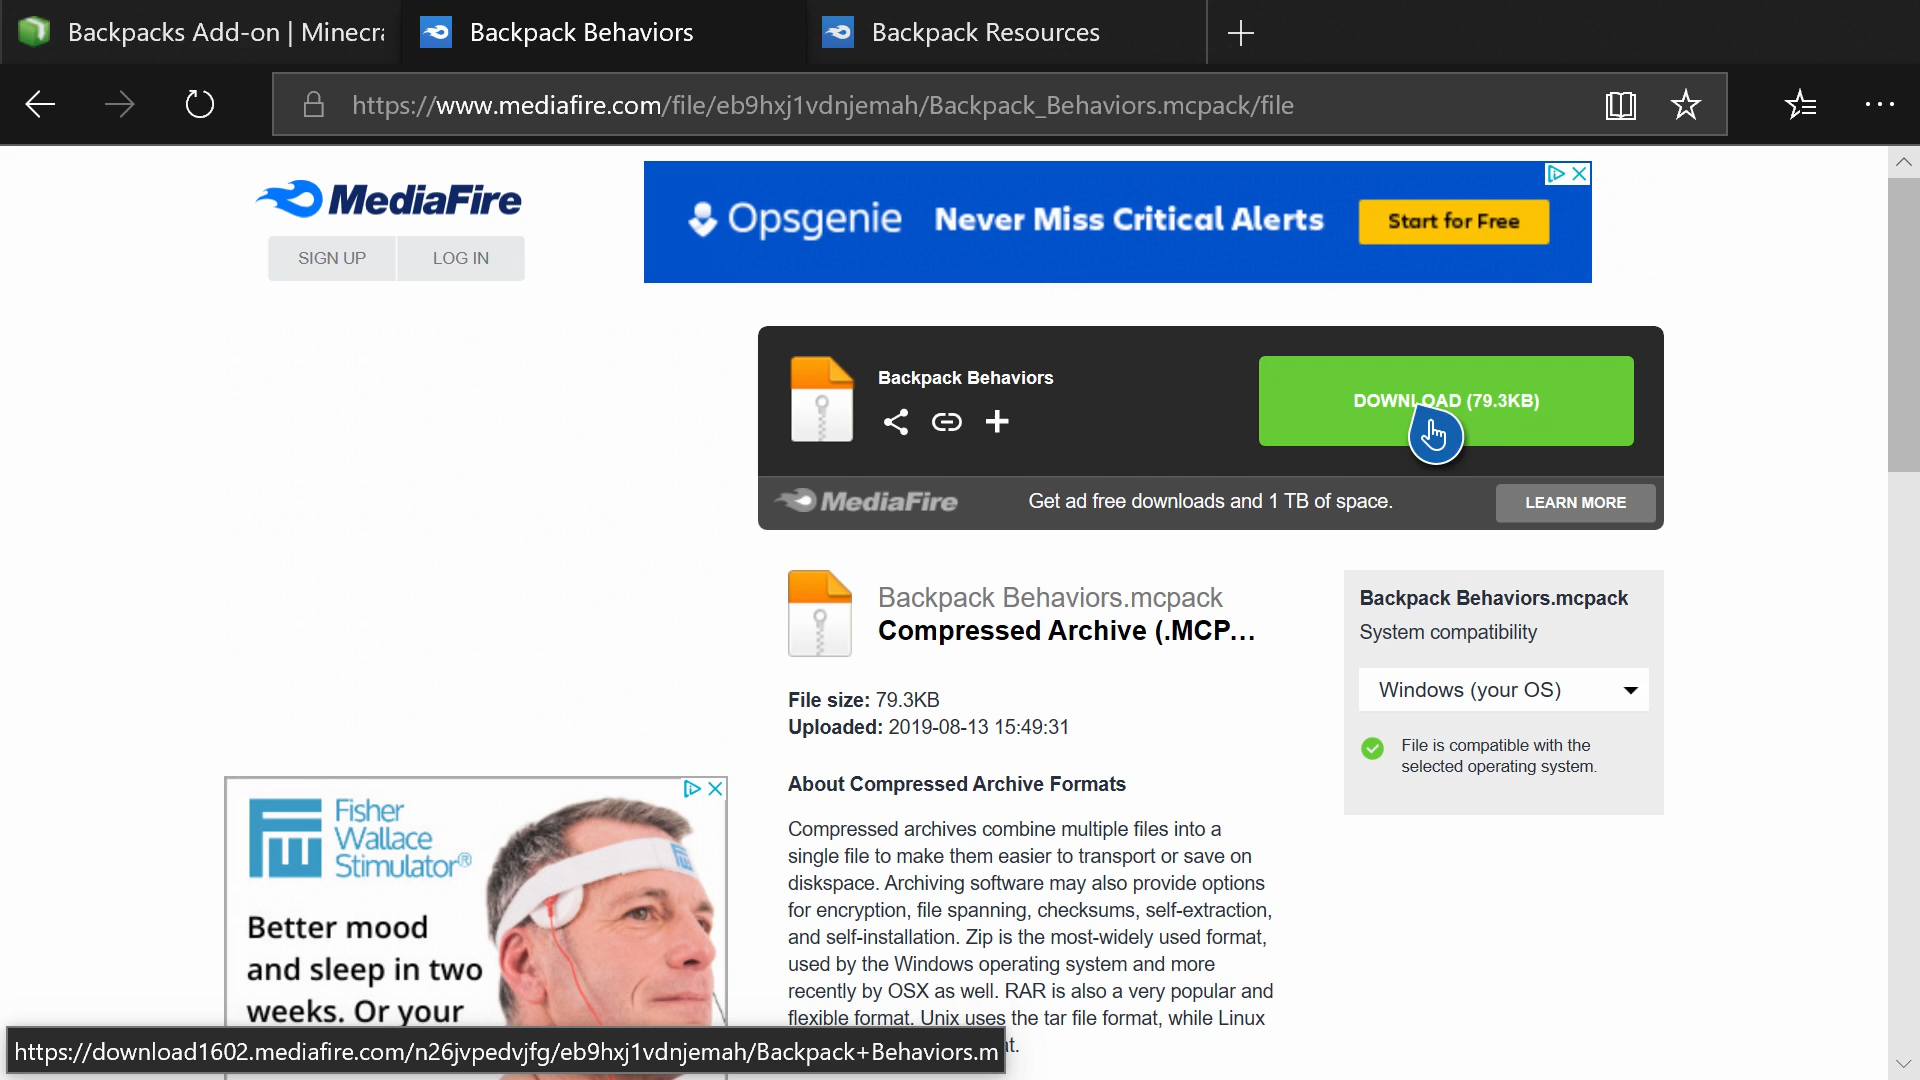 Backpacks Add-on | Minecra
Backpack Behaviors
Backpack Resources
https://www.mediafire.com/file/eb9hxj1vdnjemah/Backpack_Behaviors.mcpack/file
MediaFire
SIGN UP
LOG IN
Opsgenie Never Miss Critical Alerts Start for Free
Backpack Behaviors
DOWNLOAD (79.3KB)
MediaFire
Get ad free downloads and 1 TB of space.
LEARN MORE
Backpack Behaviors.mcpack
Compressed Archive (.MCP...
File size: 79.3KB
Uploaded: 2019-08-13 15:49:31
About Compressed Archive Formats
Compressed archives combine multiple files into a
single file to make them easier to transport or save on
diskspace. Archiving software may also provide options
for encryption, file spanning, checksums, self-extraction,
and self-installation. Zip is the most-widely used format,
used by the Windows operating system and more
recently by OSX as well. RAR is also a very popular and
flexible format. Unix uses the tar file format, while Linux
at.
Backpack Behaviors.mcpack
System compatibility
Windows (your OS)
File is compatible with the
selected operating system.
Fisher
Wallace
Stimulator®
Better mood
and sleep in two
weeks. Or your
https://download1602.mediafire.com/n26jvpedvjfg/eb9hxj1vdnjemah/Backpack+Behaviors.m